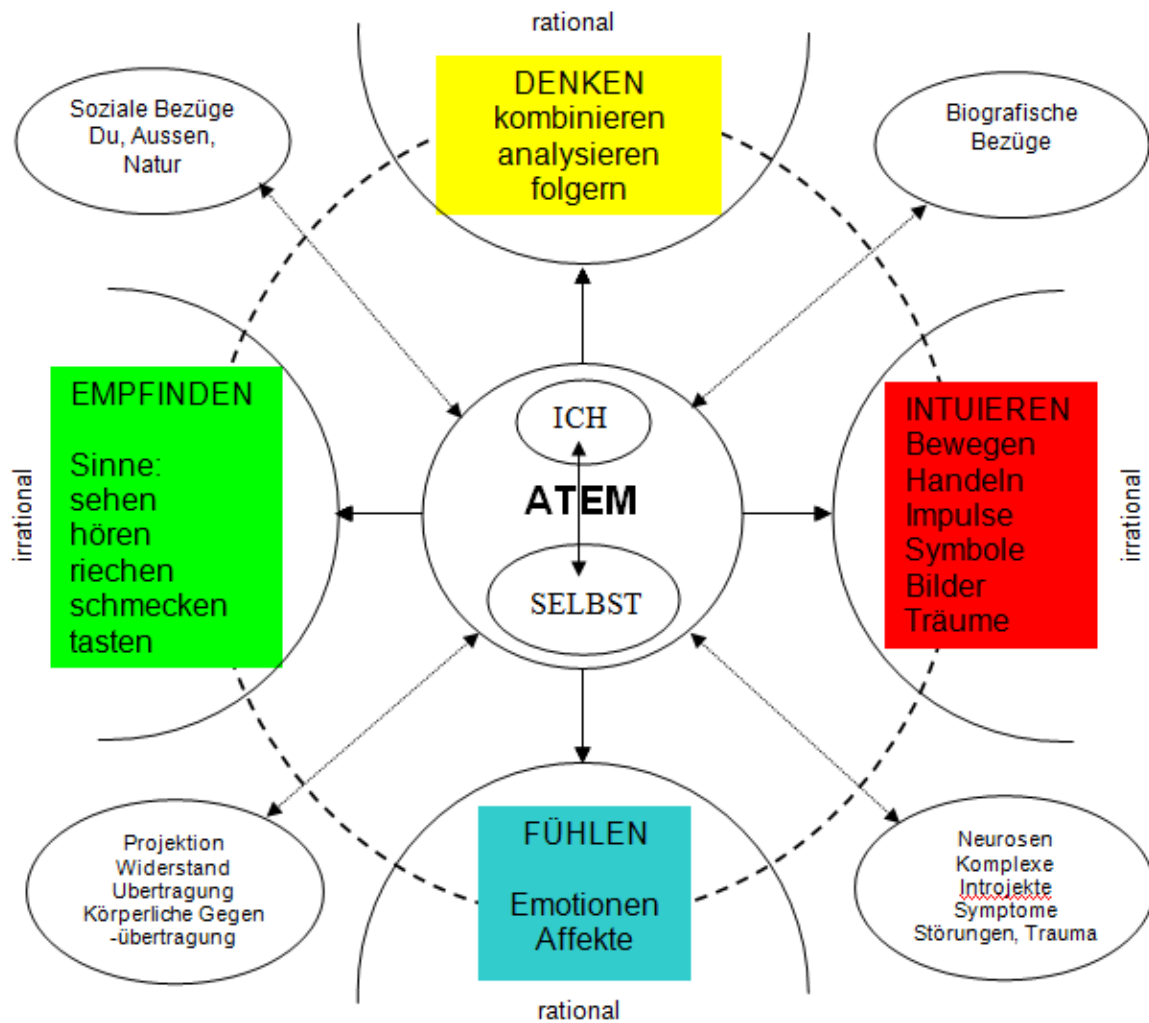 rational
DENKEN
kombinieren
analysieren
folgern
Soziale Bezüge
Du, Aussen,
Natur
Biografische
Bezüge
EMPFINDEN
Sinne:
sehen
hören
riechen
schmecken
tasten
irrational
ICH
ATEM
SELBST
INTUIEREN
Bewegen
Handeln
Impulse
Symbole
Bilder
Träume
irrational
Projektion
Widerstand
Ubertragung
Körperliche Gegen
-übertragung
FÜHLEN
Emotionen
Affekte
rational
Neurosen
Komplexe
Introjekte
Symptome
Störungen, Trauma